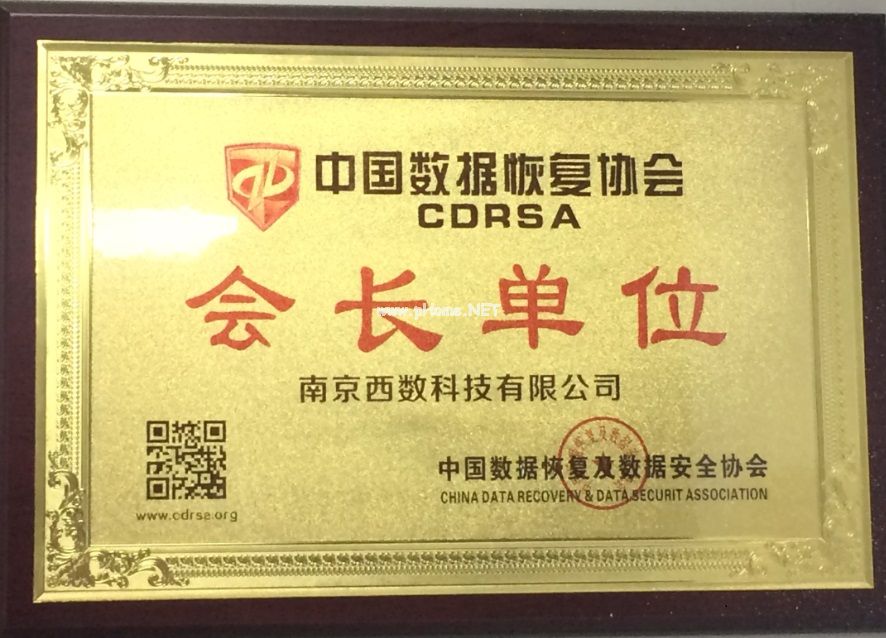 中国数据恢复协会
CDRSA
会长单位
www.pHome.NET
南京西数科技有限公司
中国数据恢复及数据安全协会
CHINA DATA RECOVERY & DATA SECURIT ASSOCIATION
www.cdrsa.org